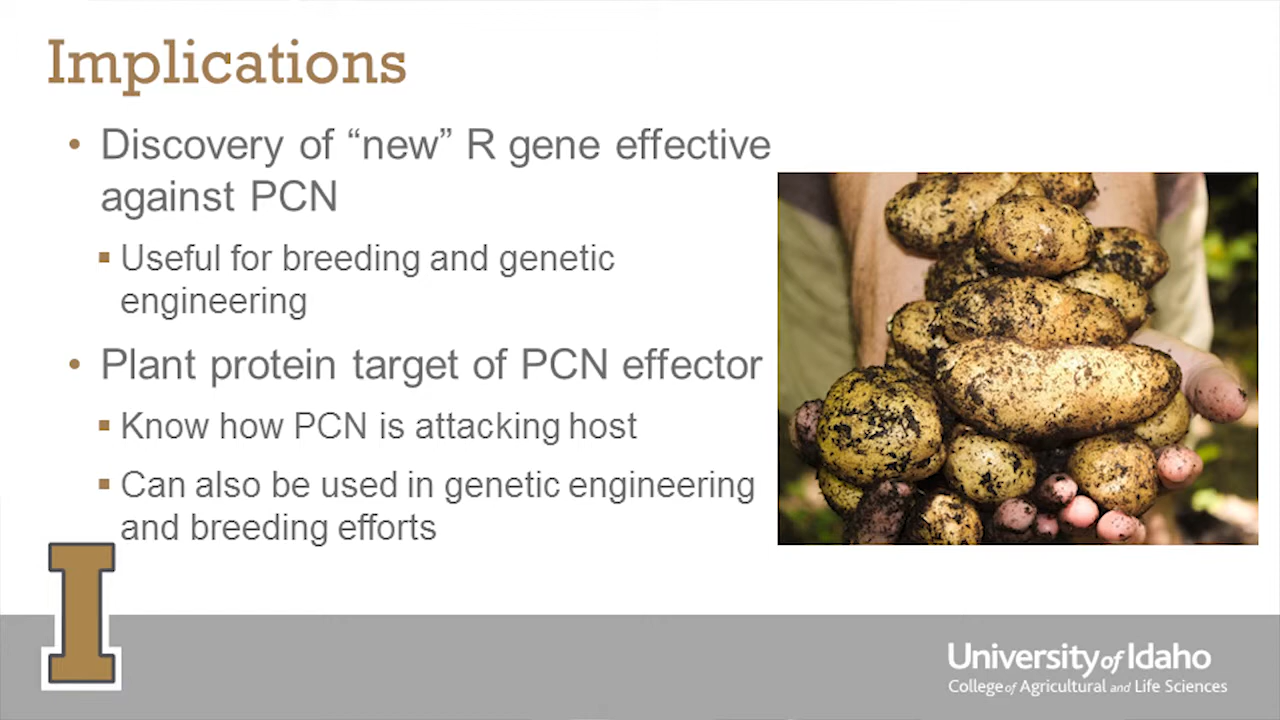 Implications
• Discovery of “new” R gene effective
against PCN
▪ Useful for breeding and genetic
engineering
• Plant protein target of PCN effector
▪ Know how PCN is attacking host
▪ Can also be used in genetic engineering
and breeding efforts
I
University of Idaho
College of Agricultural and Life Sciences